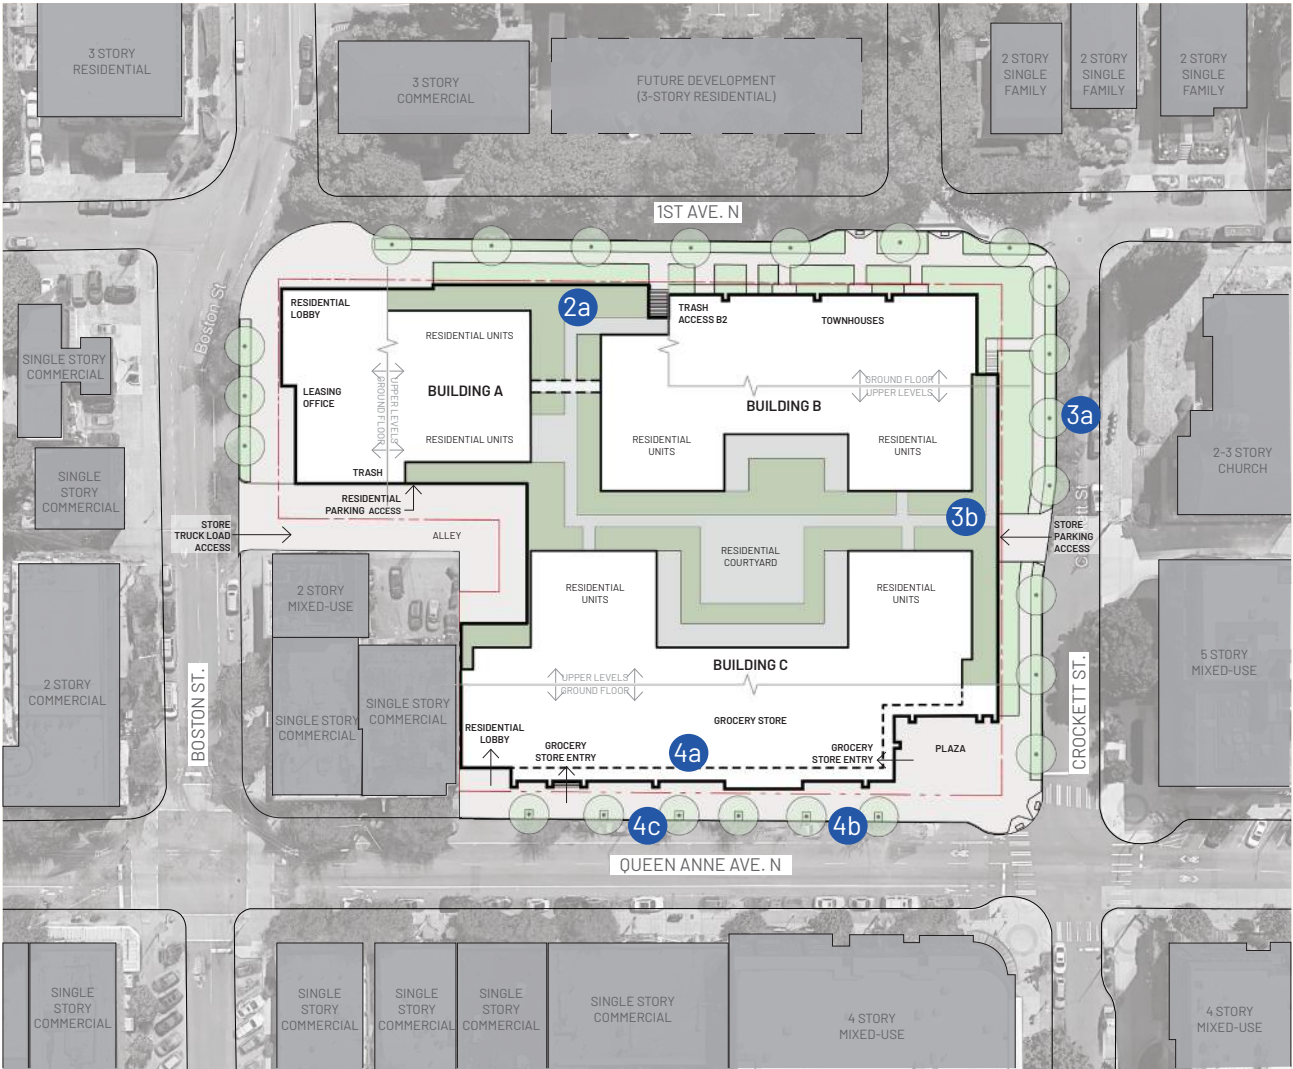 3 STORY
RESIDENTIAL
3 STORY
COMMERCIAL
FUTURE DEVELOPMENT
(3-STORY RESIDENTIAL)
2 STORY
SINGLE
FAMILY
2 STORY
SINGLE
FAMILY
2 STORY
SINGLE
FAMILY
1ST AVE. N
Boston St
RESIDENTIAL
LOBBY
2a
TRASH
ACCESS B2
TOWNHOUSES
RESIDENTIAL UNITS
SINGLE STORY
COMMERCIAL
LEASING
OFFICE
GROUND FLOOR
UPPER LEVELS
BUILDING A
GROUND FLOOR
UPPER LEVELS
BUILDING B
3a
RESIDENTIAL UNITS
RESIDENTIAL
UNITS
RESIDENTIAL
UNITS
2-3 STORY
CHURCH
TRASH
SINGLE
STORY
COMMERCIAL
RESIDENTIAL
PARKING ACCESS
3b
STORE
TRUCK LOAD
ACCESS
ALLEY
STORE
PARKING
ACCESS
RESIDENTIAL
COURTYARD
2 STORY
MIXED-USE
RESIDENTIAL
UNITS
RESIDENTIAL
UNITS
2 STORY
COMMERCIAL
BOSTON ST.
SINGLE STORY
COMMERCIAL
SINGLE STORY
COMMERCIAL
UPPER LEVELS
GROUND FLOOR
BUILDING C
5 STORY
MIXED-USE
CROCKETT ST.
GROCERY STORE
RESIDENTIAL
LOBBY
GROCERY
STORE ENTRY
4a
GROCERY
STORE ENTRY
PLAZA
4c
4b
QUEEN ANNE AVE. N
SINGLE
STORY
COMMERCIAL
SINGLE
STORY
COMMERCIAL
SINGLE
STORY
COMMERCIAL
SINGLE
STORY
COMMERCIAL
SINGLE STORY
COMMERCIAL
4 STORY
MIXED-USE
4 STORY
MIXED-USE